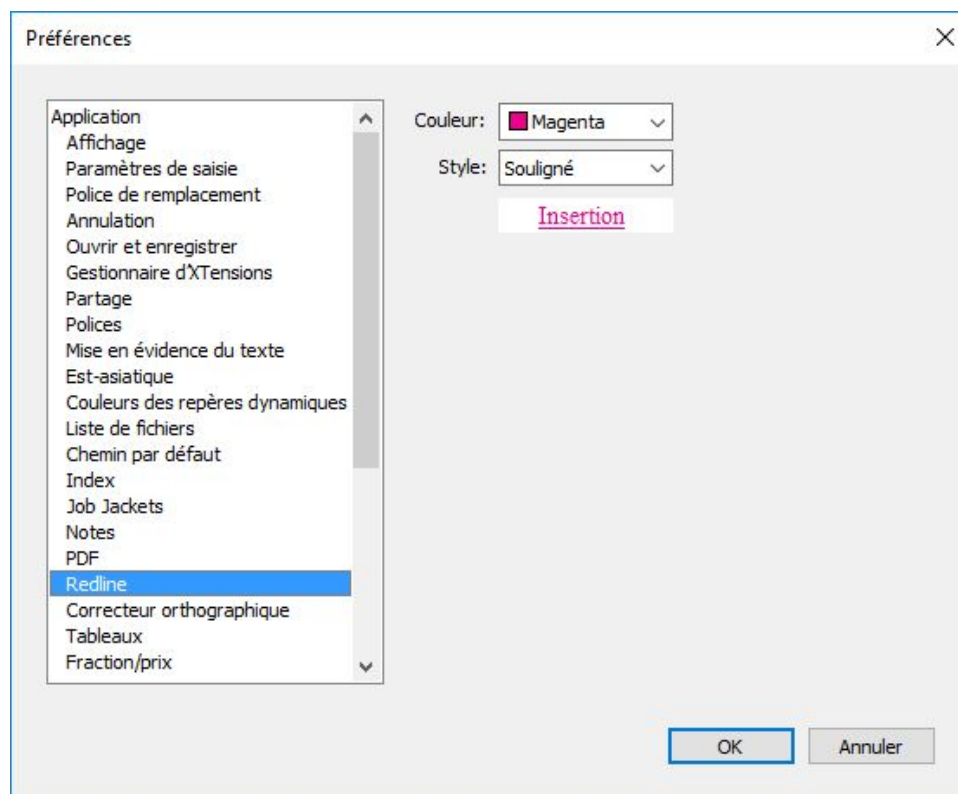 Préférences
Application
Affichage
Paramètres de saisie
Police de remplacement
Annulation
Ouvrir et enregistrer
Gestionnaire d'XTensions
Partage
Polices
Mise en évidence du texte
Est-asiatique
Couleurs des repères dynamiques
Liste de fichiers
Chemin par défaut
Index
Job Jackets
Notes
PDF
Redline
Correcteur orthographique
Tableaux
Fraction/prix
Couleur: Magenta
Style: Souligné
Insertion
OK Annuler